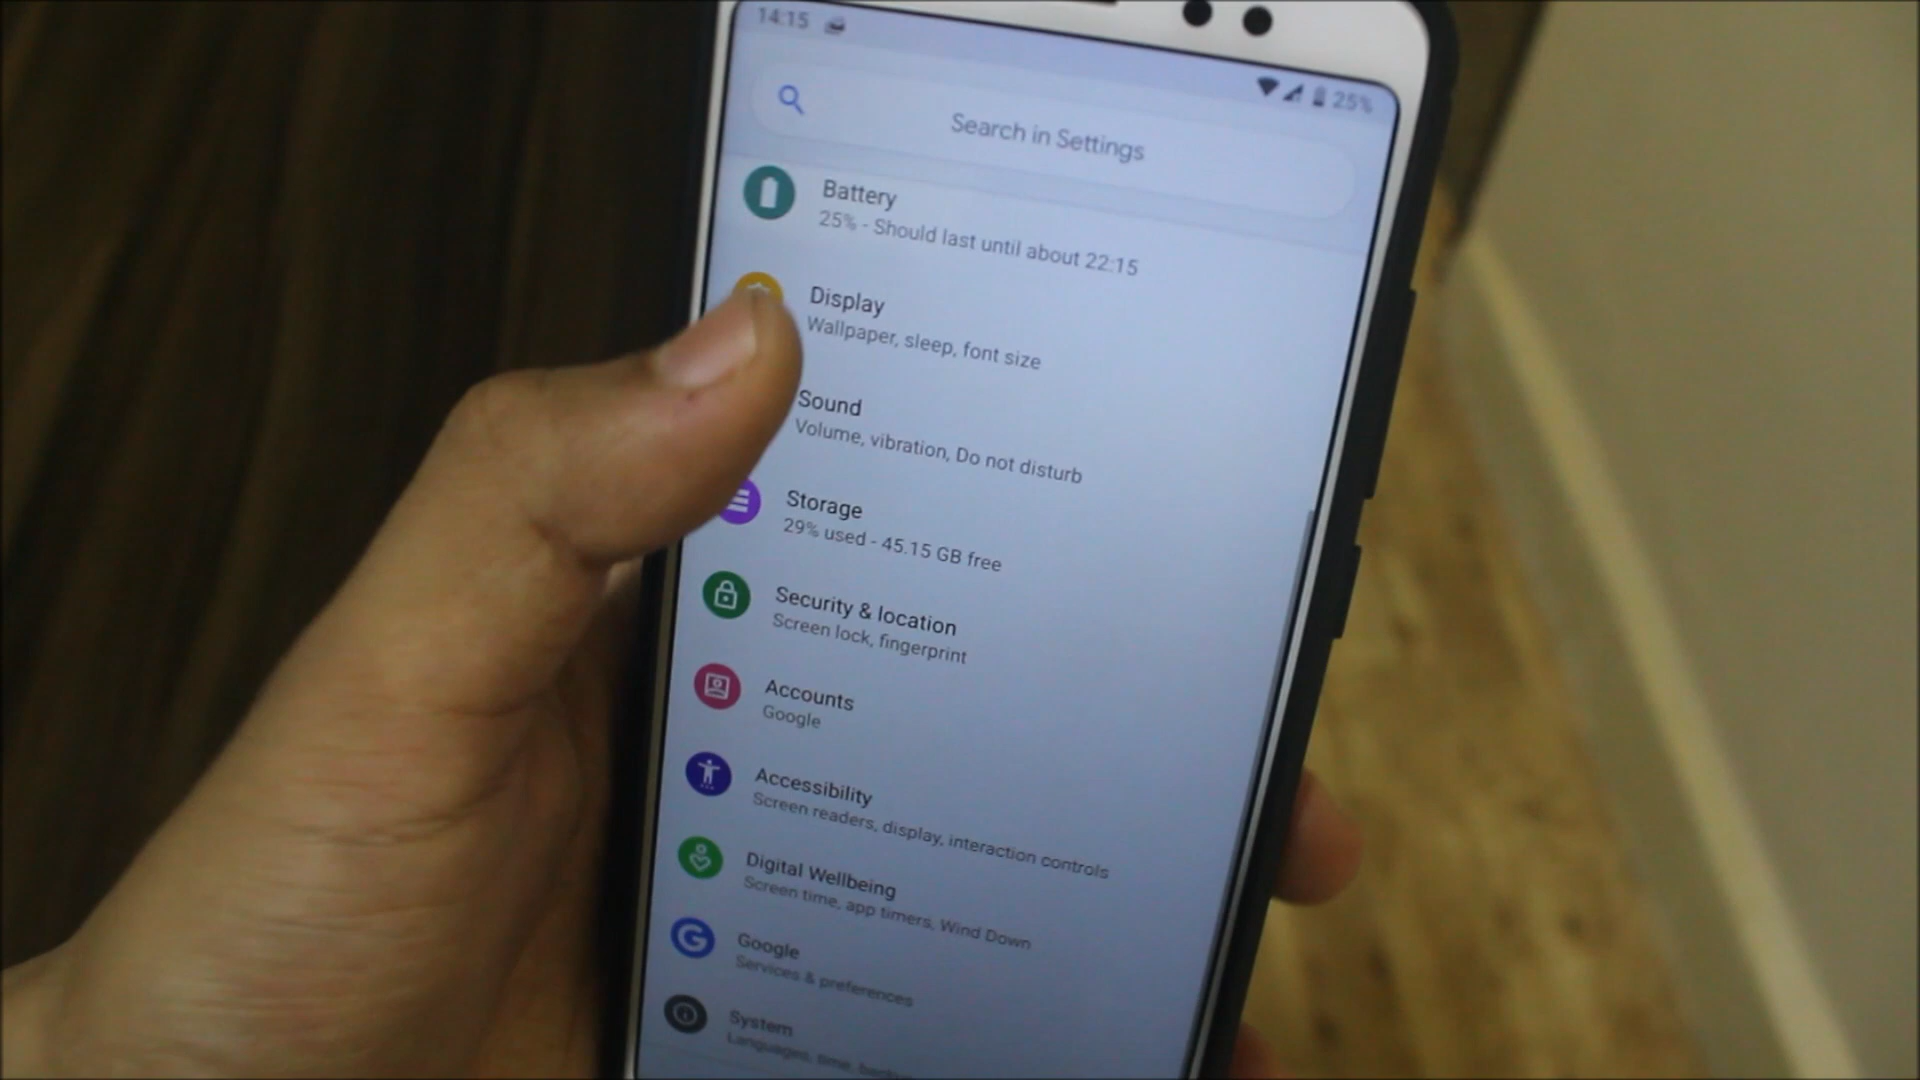 14:15
25%
Search in Settings
Battery
25% - Should last until about 22:15
Display
Wallpaper, sleep, font size
Sound
Volume, vibration, Do not disturb
Storage
29% used - 45.15 GB free
Security & location
Screen lock, fingerprint
Accounts
Google
Accessibility
Screen readers, display, interaction controls
Digital Wellbeing
Screen time, app timers, Wind Down
Google
Services & preferences
System
Languages, time,